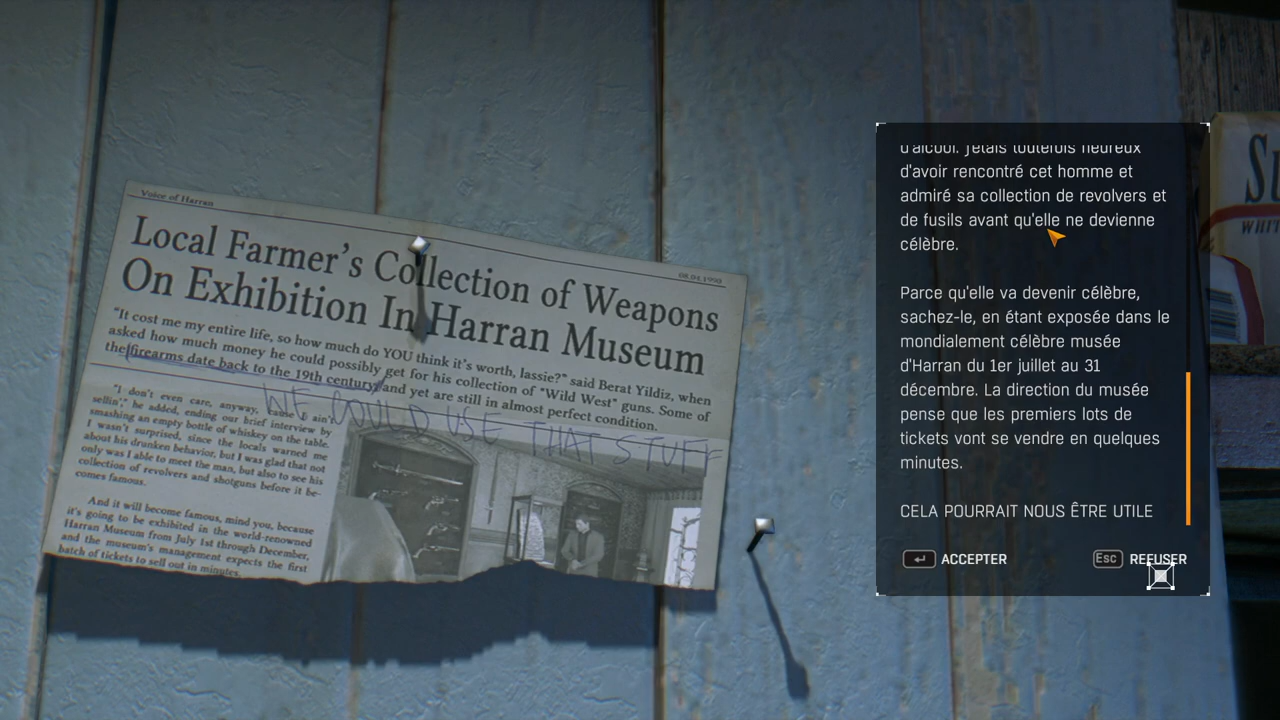 Voice of Harran
Local Farmer's Collection of Weapons
On Exhibition In Harran Museum
"It cost me my entire life, so how much do YOU think it's worth, lassie?" said Berat Yildiz, when
asked how much money he could possibly get for his collection of "Wild West" guns. Some of
the firearms date back to the 19th century and yet are still in almost perfect condition.
WE COULD USE THAT STUFF
"I don't even care, anyway, 'cause I ain't
sellin'," he added, ending our brief interview by
smashing an empty bottle of whiskey on the table.
I wasn't surprised, since the locals warned me
about his drunken behavior, but I was glad that not
only was I able to meet the man, but also to see his
collection of revolvers and shotguns before it be-
comes famous.
And it will become famous, mind you, because
it's going to be exhibited in the world-renowned
Harran Museum from July 1st through December,
and the museum's management expects the first
batch of tickets to sell out in minutes.
d'alcool. J'étais toutefois heureux
d'avoir rencontré cet homme et
admiré sa collection de revolvers et
de fusils avant qu'elle ne devienne
célèbre.
Parce qu'elle va devenir célèbre,
sachez-le, en étant exposée dans le
mondialement célèbre musée
d'Harran du 1er juillet au 31
décembre. La direction du musée
pense que les premiers lots de
tickets vont se vendre en quelques
minutes.
CELA POURRAIT NOUS ÊTRE UTILE
ACCEPTER
Esc REFUSER